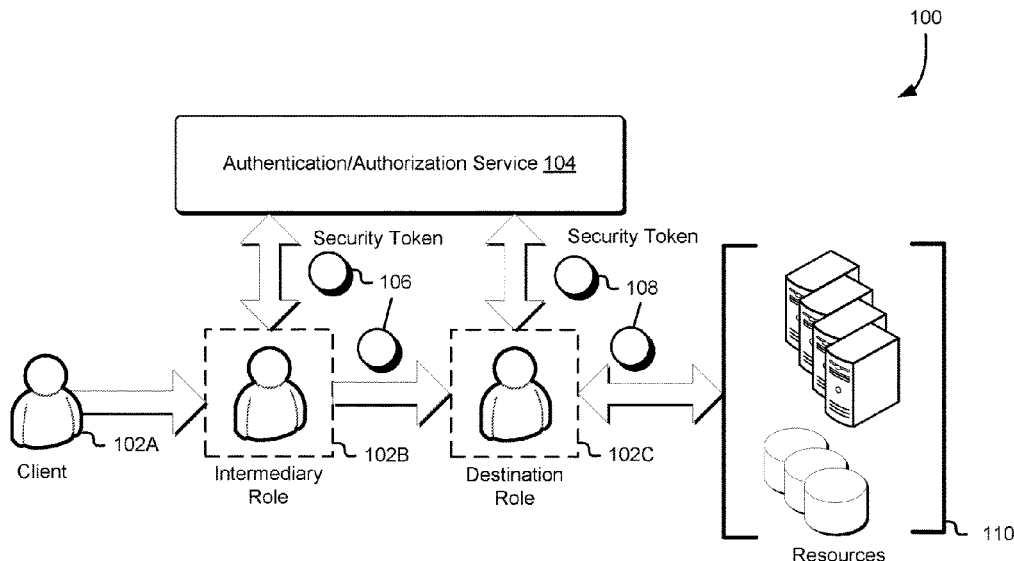 100
Authentication/Authorization Service 104
Security Token
Security Token
106
108
102A
102B
102C
Client
Intermediary
Role
Destination
Role
110
Resources